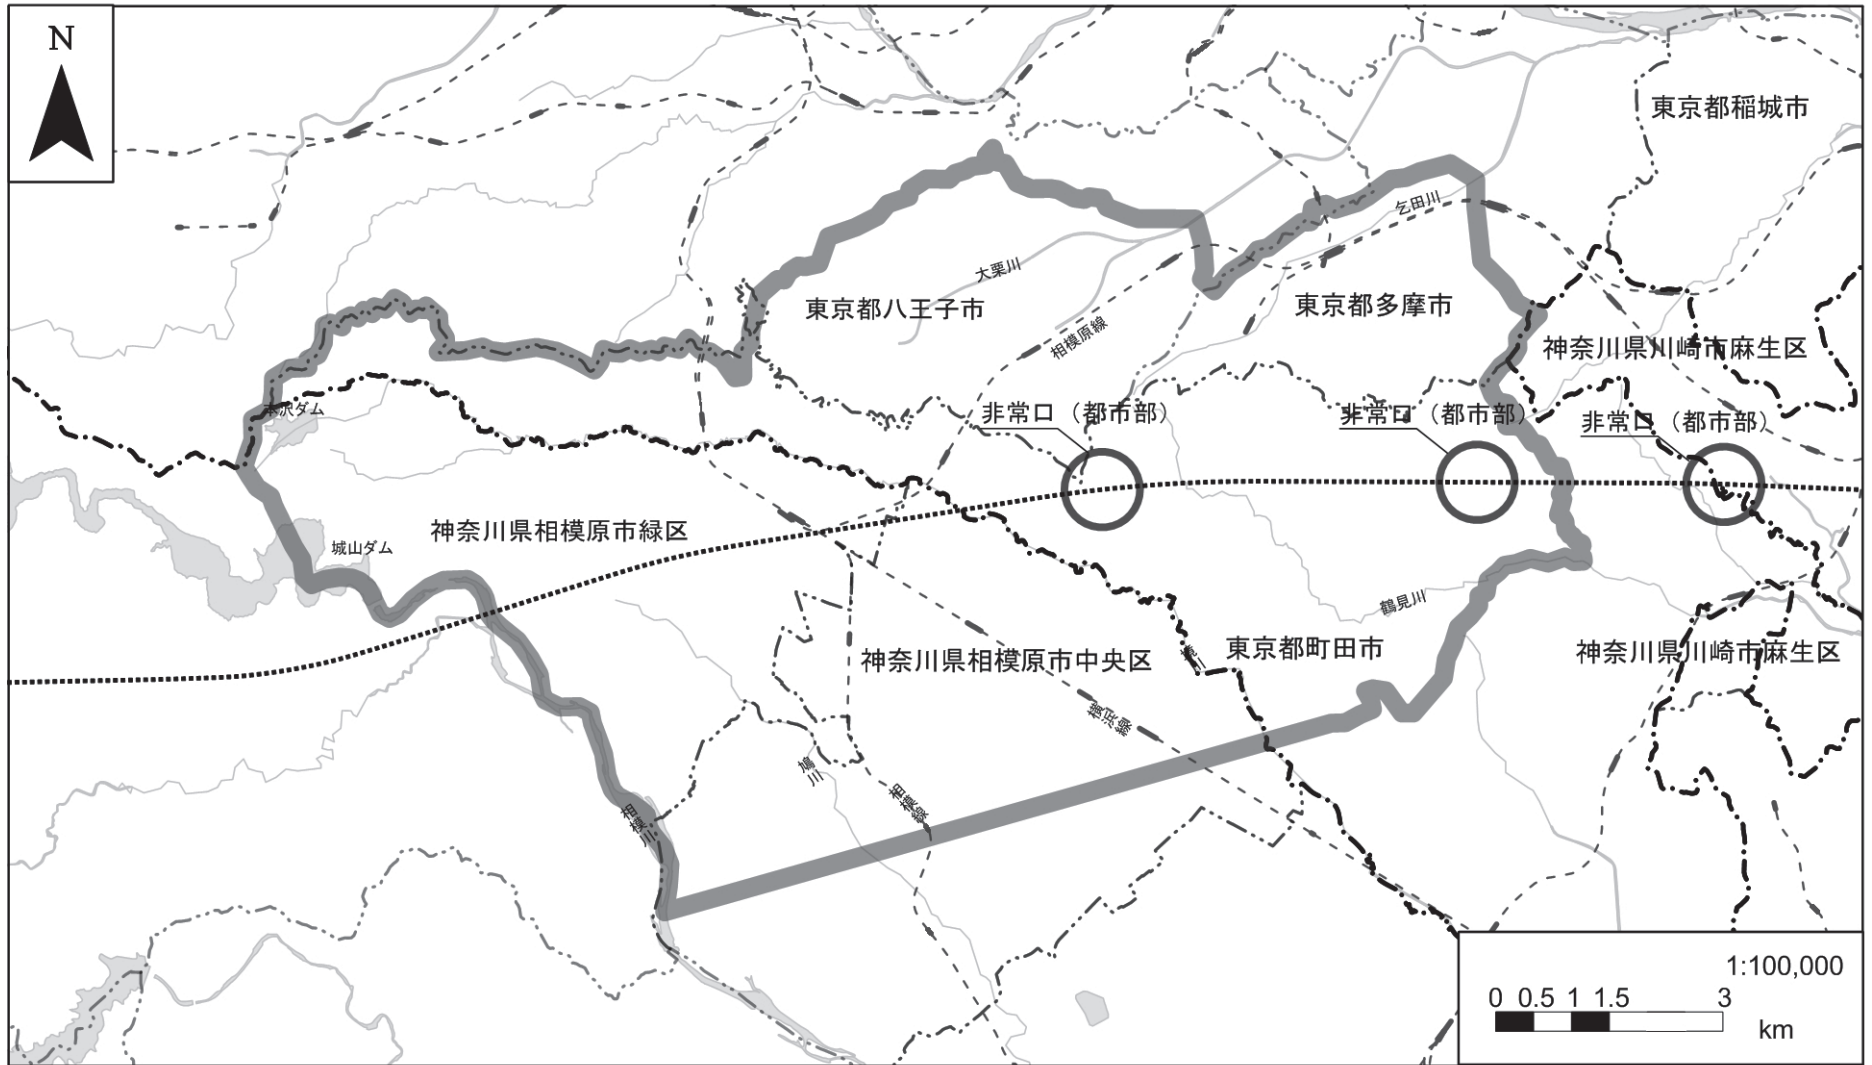 N
東京都稲城市
乞田川
大栗川
東京都八王子市
東京都多摩市
相模原線
神奈川県川崎市麻生区
本沢ダム
非常口（都市部）
非常口（都市部）
非常口（都市部）
神奈川県相模原市緑区
城山ダム
鶴見川
東京都町田市
神奈川県相模原市中央区
境川
神奈川県川崎市麻生区
横浜線
鳩川
相模線
相模川
1:100,000
0 0.5 1 1.5 3
km